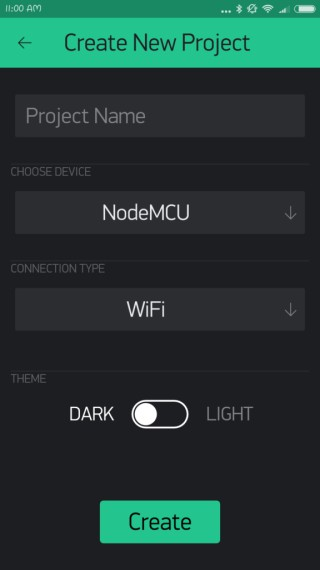 11:00 AM
Create New Project
Project Name
CHOOSE DEVICE
NodeMCU
CONNECTION TYPE
WiFi
THEME
DARK LIGHT
Create